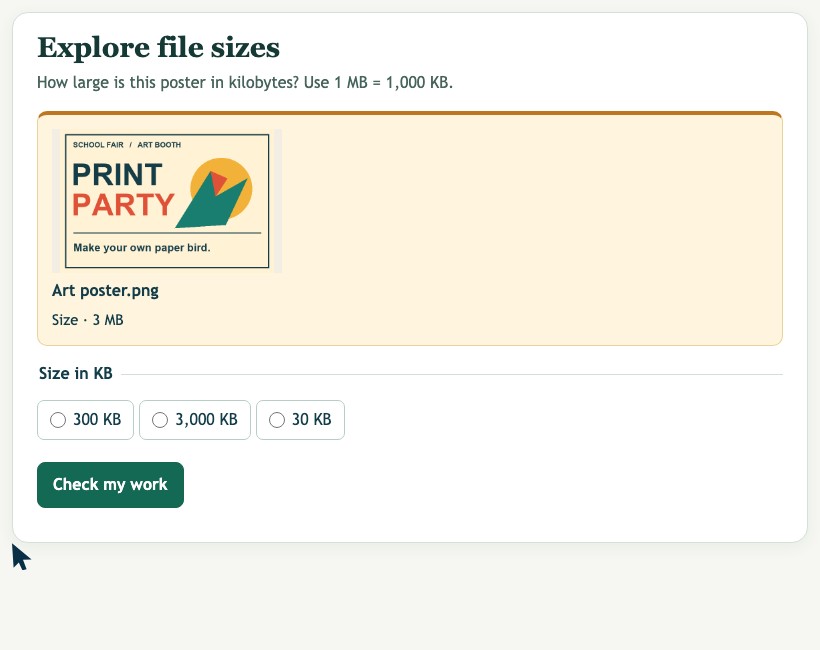 Explore file sizes
How large is this poster in kilobytes? Use 1 MB = 1,000 KB.
SCHOOL FAIR / ART BOOTH
PRINT
PARTY
Make your own paper bird.
Art poster.png
Size · 3 MB
Size in KB
300 KB
3,000 KB
30 KB
Check my work